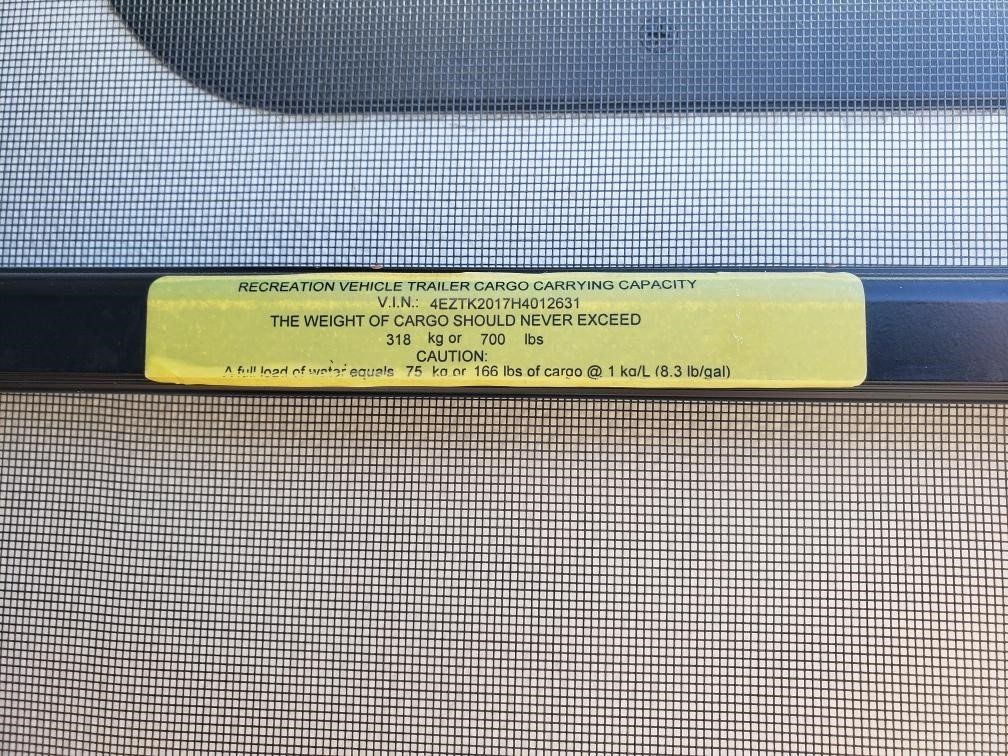 RECREATION VEHICLE TRAILER CARGO CARRYING CAPACITY
V.I.N.: 4EZTK2017H4012631
THE WEIGHT OF CARGO SHOULD NEVER EXCEED
318 kg or 700 lbs
CAUTION:
A full load of water equals 75 kg or 166 lbs of cargo @ 1 kg/L (8.3 lb/gal)